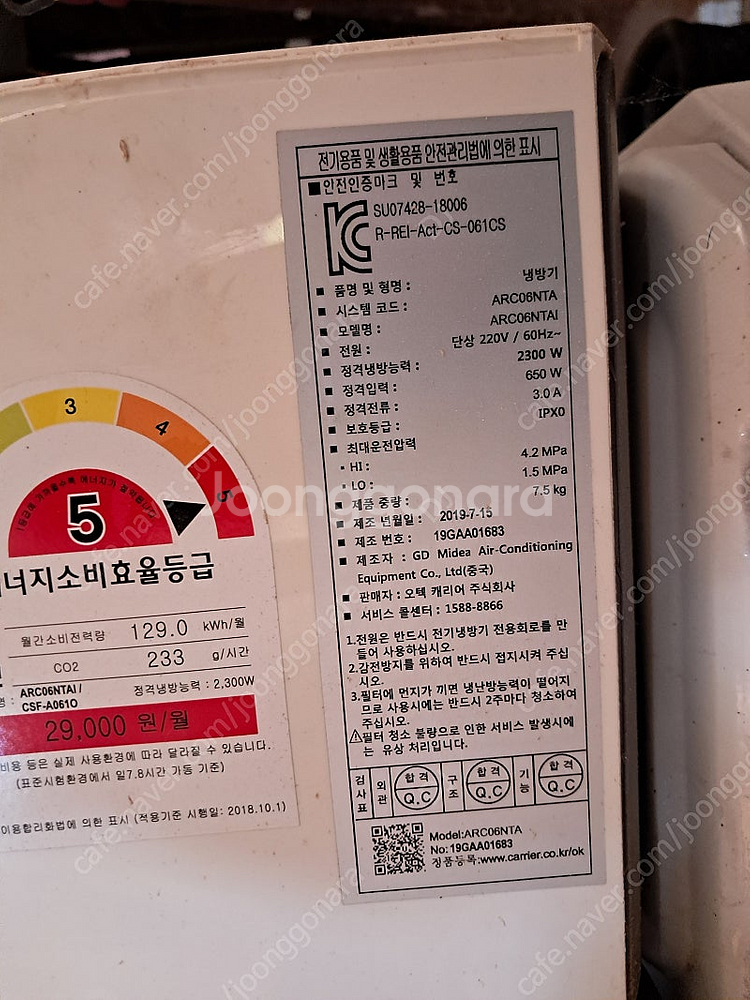 전기용품 및 생활용품 안전관리법에 의한 표시
■ 안전인증마크 및 번호
SU07428-18006
R-REI-Act-CS-061CS
■ 품명 및 형명 : 냉방기
■ 시스템 코드 : ARC06NTA
■ 모델명 : ARC06NTAI
■ 전원 : 단상 220V / 60Hz~
■ 정격냉방능력 : 2300 W
■ 정격입력 : 650 W
■ 정격전류 : 3.0 A
■ 보호등급 : IPX0
■ 최대운전압력
• HI : 4.2 MPa
• LO : 1.5 MPa
■ 제품 중량 : 7.5 kg
■ 제조 년월일 : 2019-7-15
■ 제조 번호 : 19GAA01683
■ 제조자 : GD Midea Air-Conditioning
Equipment Co., Ltd(중국)
■ 판매자 : 오텍 캐리어 주식회사
■ 서비스 콜센터 : 1588-8866
1.전원은 반드시 전기냉방기 전용회로를 만
들어 사용하십시오.
2.감전방지를 위하여 반드시 접지시켜 주십
시오.
3.필터에 먼지가 끼면 냉난방능력이 떨어지
므로 사용시에는 반드시 2주마다 청소하여
주십시오.
⚠필터 청소 불량으로 인한 서비스 발생시에
는 유상 처리입니다.
검사표 외관 합격 Q.C 구조 합격 Q.C 기능 합격 Q.C
Model:ARC06NTA
No:19GAA01683
정품등록:www.carrier.co.kr/ok
3
4
5
5
너지소비효율등급
월간소비전력량 129.0 kWh/월
CO2 233 g/시간
명 : ARC06NTAI / CSF-A061O 정격냉방능력 : 2,300W
29,000 원/월
비용 등은 실제 사용환경에 따라 달라질 수 있습니다.
(표준시험환경에서 일7.8시간 가동 기준)
이용합리화법에 의한 표시 (적용기준 시행일: 2018.10.1)
Joonggonara
cafe.naver.com/joonggonara